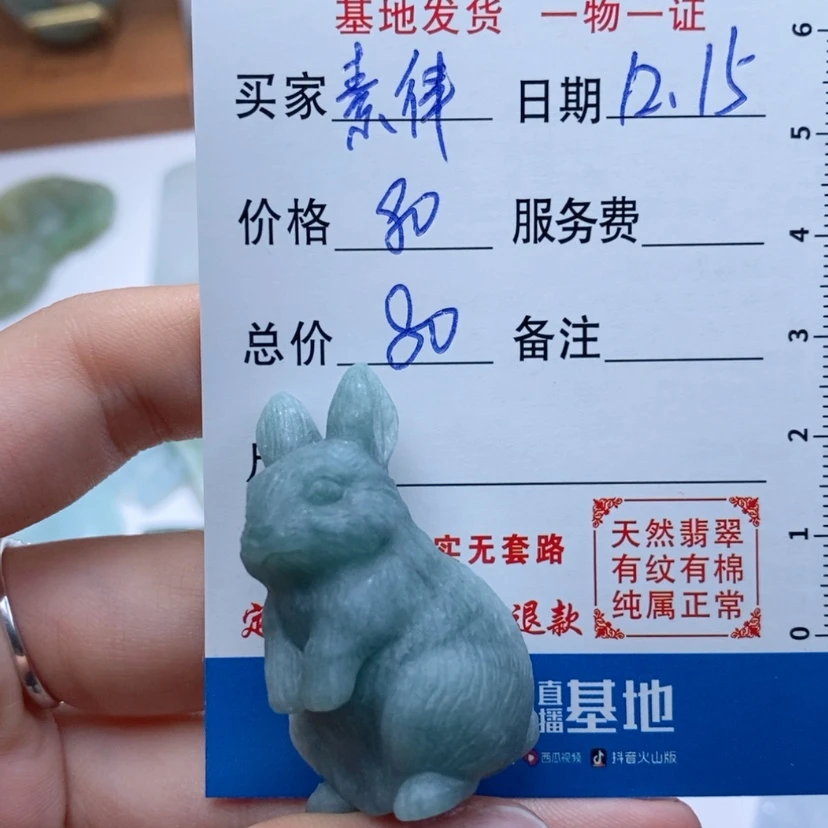 基地发货 一物一证
买家 素律 日期 12.15
价格 80 服务费
总价 80 备注
实无套路
退款
天然翡翠
有纹有棉
纯属正常
直播基地
西瓜视频 抖音火山版
6
5
4
3
2
1
0